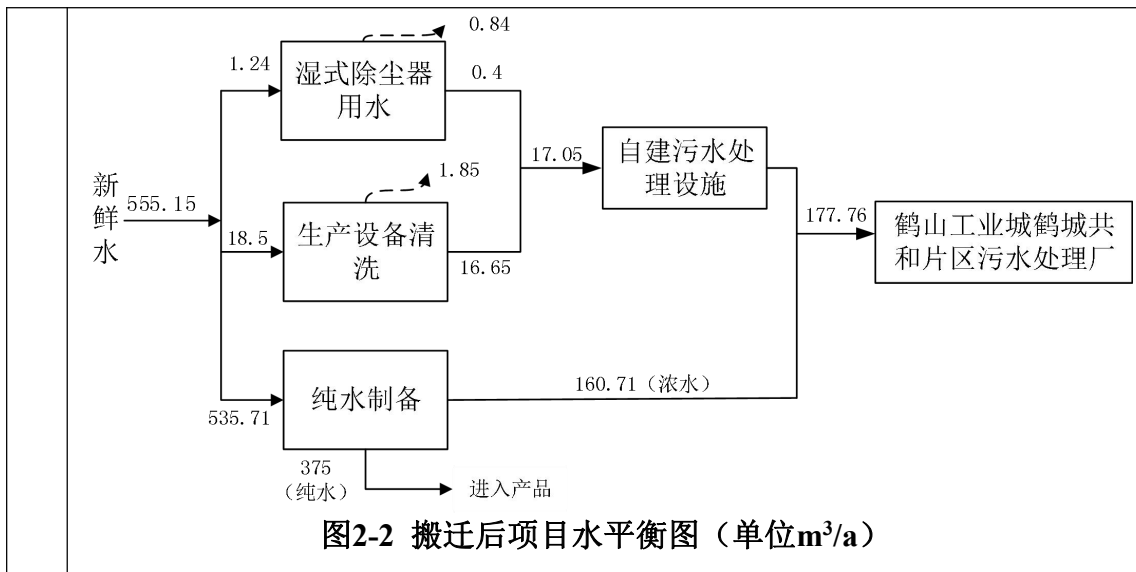 0.84
1.24
湿式除尘器
用水
0.4
新鲜水
555.15
1.85
18.5
生产设备清
洗
16.65
17.05
自建污水处
理设施
177.76
鹤山工业城鹤城共
和片区污水处理厂
535.71
纯水制备
160.71（浓水）
375
（纯水）
进入产品
图2-2 搬迁后项目水平衡图（单位m³/a）